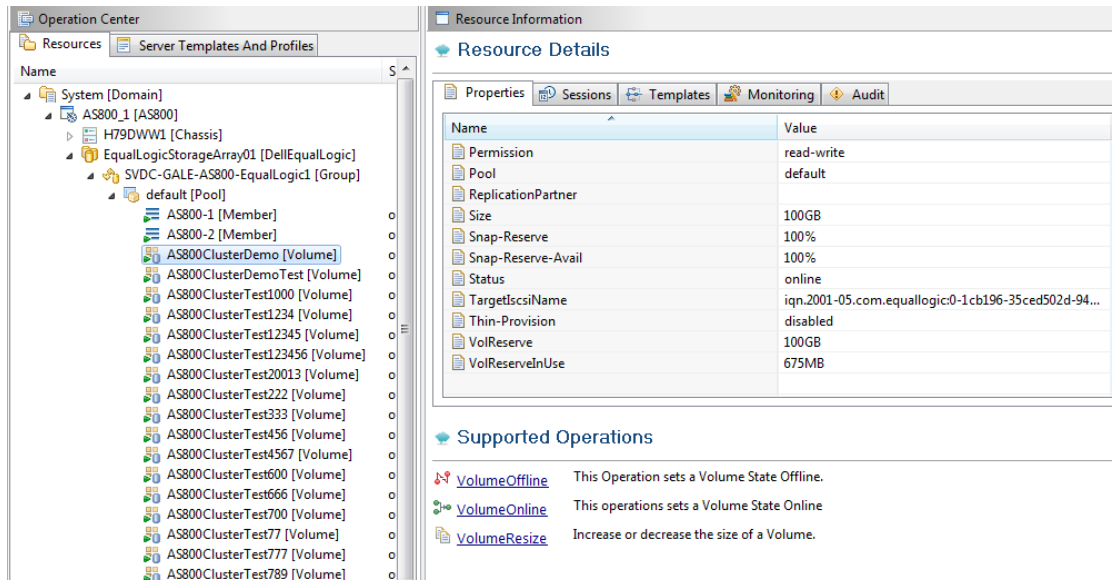 Operation Center
Resources Server Templates And Profiles
Name S
System [Domain]
AS800_1 [AS800]
H79DWW1 [Chassis]
EqualLogicStorageArray01 [DellEqualLogic]
SVDC-GALE-AS800-EqualLogic1 [Group]
default [Pool]
AS800-1 [Member] o
AS800-2 [Member] o
AS800ClusterDemo [Volume] o
AS800ClusterDemoTest [Volume] o
AS800ClusterTest1000 [Volume] o
AS800ClusterTest1234 [Volume] o
AS800ClusterTest12345 [Volume] o
AS800ClusterTest123456 [Volume] o
AS800ClusterTest20013 [Volume] o
AS800ClusterTest222 [Volume] o
AS800ClusterTest333 [Volume] o
AS800ClusterTest456 [Volume] o
AS800ClusterTest4567 [Volume] o
AS800ClusterTest600 [Volume] o
AS800ClusterTest666 [Volume] o
AS800ClusterTest700 [Volume] o
AS800ClusterTest77 [Volume] o
AS800ClusterTest777 [Volume] o
AS800ClusterTest789 [Volume] o
Resource Information
Resource Details
Properties Sessions Templates Monitoring Audit
Name Value
Permission read-write
Pool default
ReplicationPartner
Size 100GB
Snap-Reserve 100%
Snap-Reserve-Avail 100%
Status online
TargetIscsiName iqn.2001-05.com.equallogic:0-1cb196-35ced502d-94...
Thin-Provision disabled
VolReserve 100GB
VolReserveInUse 675MB
Supported Operations
VolumeOffline This Operation sets a Volume State Offline.
VolumeOnline This operations sets a Volume State Online
VolumeResize Increase or decrease the size of a Volume.